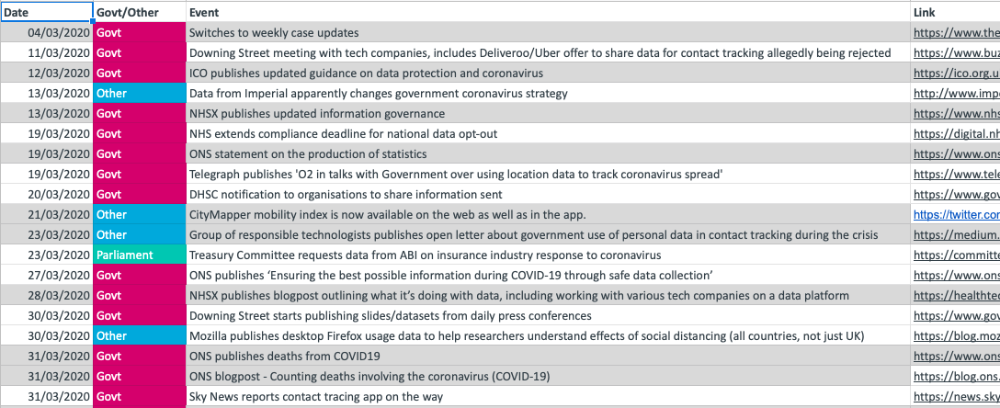 Date Govt/Other Event Link
04/03/2020 Govt Switches to weekly case updates https://www.the
11/03/2020 Govt Downing Street meeting with tech companies, includes Deliveroo/Uber offer to share data for contact tracking allegedly being rejected https://www.buz
12/03/2020 Govt ICO publishes updated guidance on data protection and coronavirus https://ico.org.u
13/03/2020 Other Data from Imperial apparently changes government coronavirus strategy http://www.imp
13/03/2020 Govt NHSX publishes updated information governance https://www.nhs
19/03/2020 Govt NHS extends compliance deadline for national data opt-out https://digital.nh
19/03/2020 Govt ONS statement on the production of statistics https://www.ons
19/03/2020 Govt Telegraph publishes 'O2 in talks with Government over using location data to track coronavirus spread' https://www.tele
20/03/2020 Govt DHSC notification to organisations to share information sent https://www.gov
21/03/2020 Other CityMapper mobility index is now available on the web as well as in the app. https://twitter.cor
23/03/2020 Other Group of responsible technologists publishes open letter about government use of personal data in contact tracking during the crisis https://medium.
23/03/2020 Parliament Treasury Committee requests data from ABI on insurance industry response to coronavirus https://committe
27/03/2020 Govt ONS publishes ‘Ensuring the best possible information during COVID-19 through safe data collection’ https://www.ons
28/03/2020 Govt NHSX publishes blogpost outlining what it’s doing with data, including working with various tech companies on a data platform https://healthtec
30/03/2020 Govt Downing Street starts publishing slides/datasets from daily press conferences https://www.gov
30/03/2020 Other Mozilla publishes desktop Firefox usage data to help researchers understand effects of social distancing (all countries, not just UK) https://blog.moz
31/03/2020 Govt ONS publishes deaths from COVID19 https://www.ons
31/03/2020 Govt ONS blogpost - Counting deaths involving the coronavirus (COVID-19) https://blog.ons.
31/03/2020 Govt Sky News reports contact tracing app on the way https://news.sky